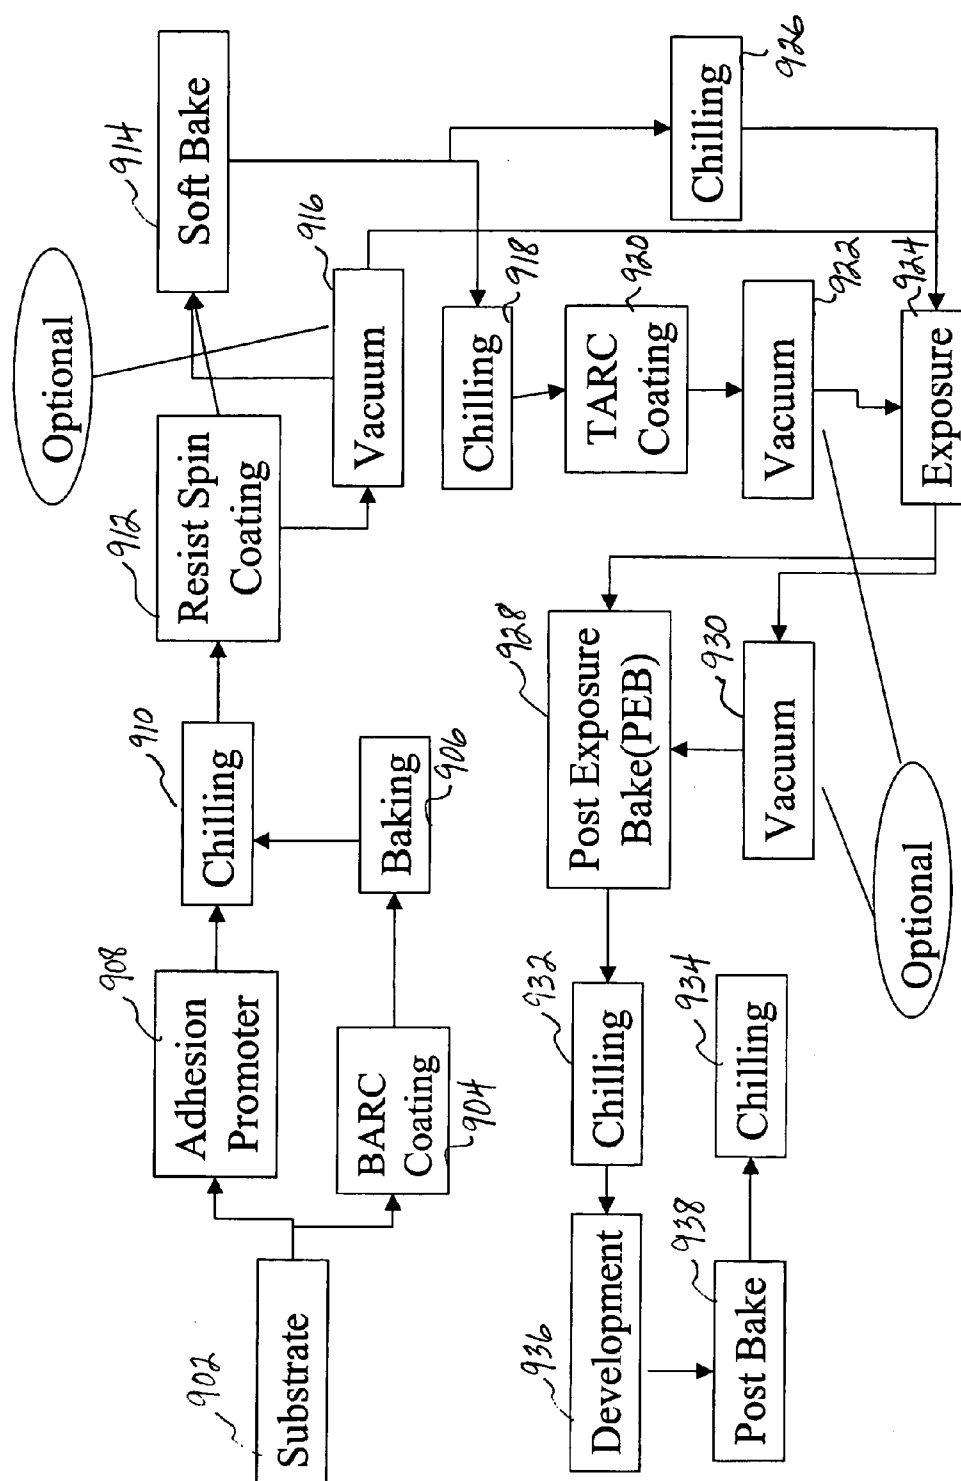 902
Substrate
908
Adhesion
Promoter
BARC
Coating
904
910
Chilling
Baking
906
912
Resist Spin
Coating
Optional
914
Soft Bake
916
Vacuum
918
Chilling
920
TARC
Coating
922
Vacuum
924
Exposure
926
Chilling
928
Post Exposure
Bake(PEB)
930
Vacuum
Optional
932
Chilling
936
Development
938
Post Bake
934
Chilling